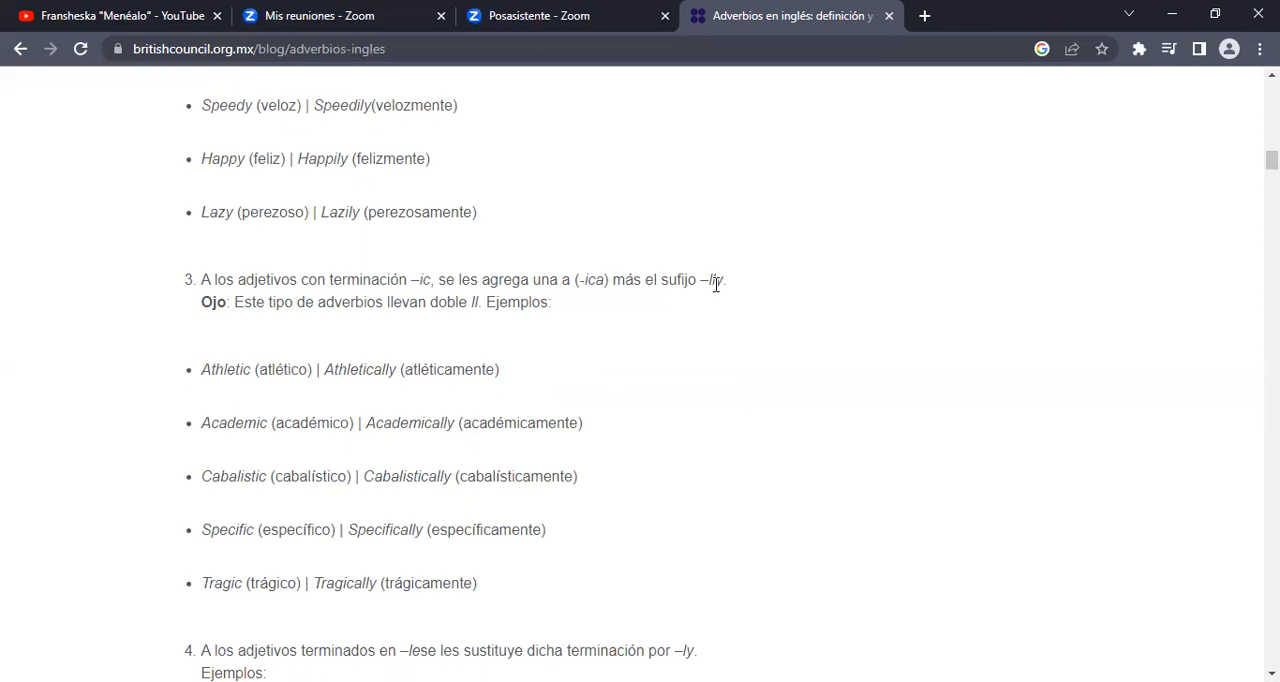 Fransheska "Menéalo" - YouTube
Mis reuniones - Zoom
Posasistente - Zoom
Adverbios en inglés: definición y
britishcouncil.org.mx/blog/adverbios-ingles
• Speedy (veloz) | Speedily(velozmente)
• Happy (feliz) | Happily (felizmente)
• Lazy (perezoso) | Lazily (perezosamente)
3. A los adjetivos con terminación –ic, se les agrega una a (-ica) más el sufijo –lly.
Ojo: Este tipo de adverbios llevan doble ll. Ejemplos:
• Athletic (atlético) | Athletically (atléticamente)
• Academic (académico) | Academically (académicamente)
• Cabalistic (cabalístico) | Cabalistically (cabalísticamente)
• Specific (específico) | Specifically (específicamente)
• Tragic (trágico) | Tragically (trágicamente)
4. A los adjetivos terminados en –lese les sustituye dicha terminación por –ly.
Ejemplos: